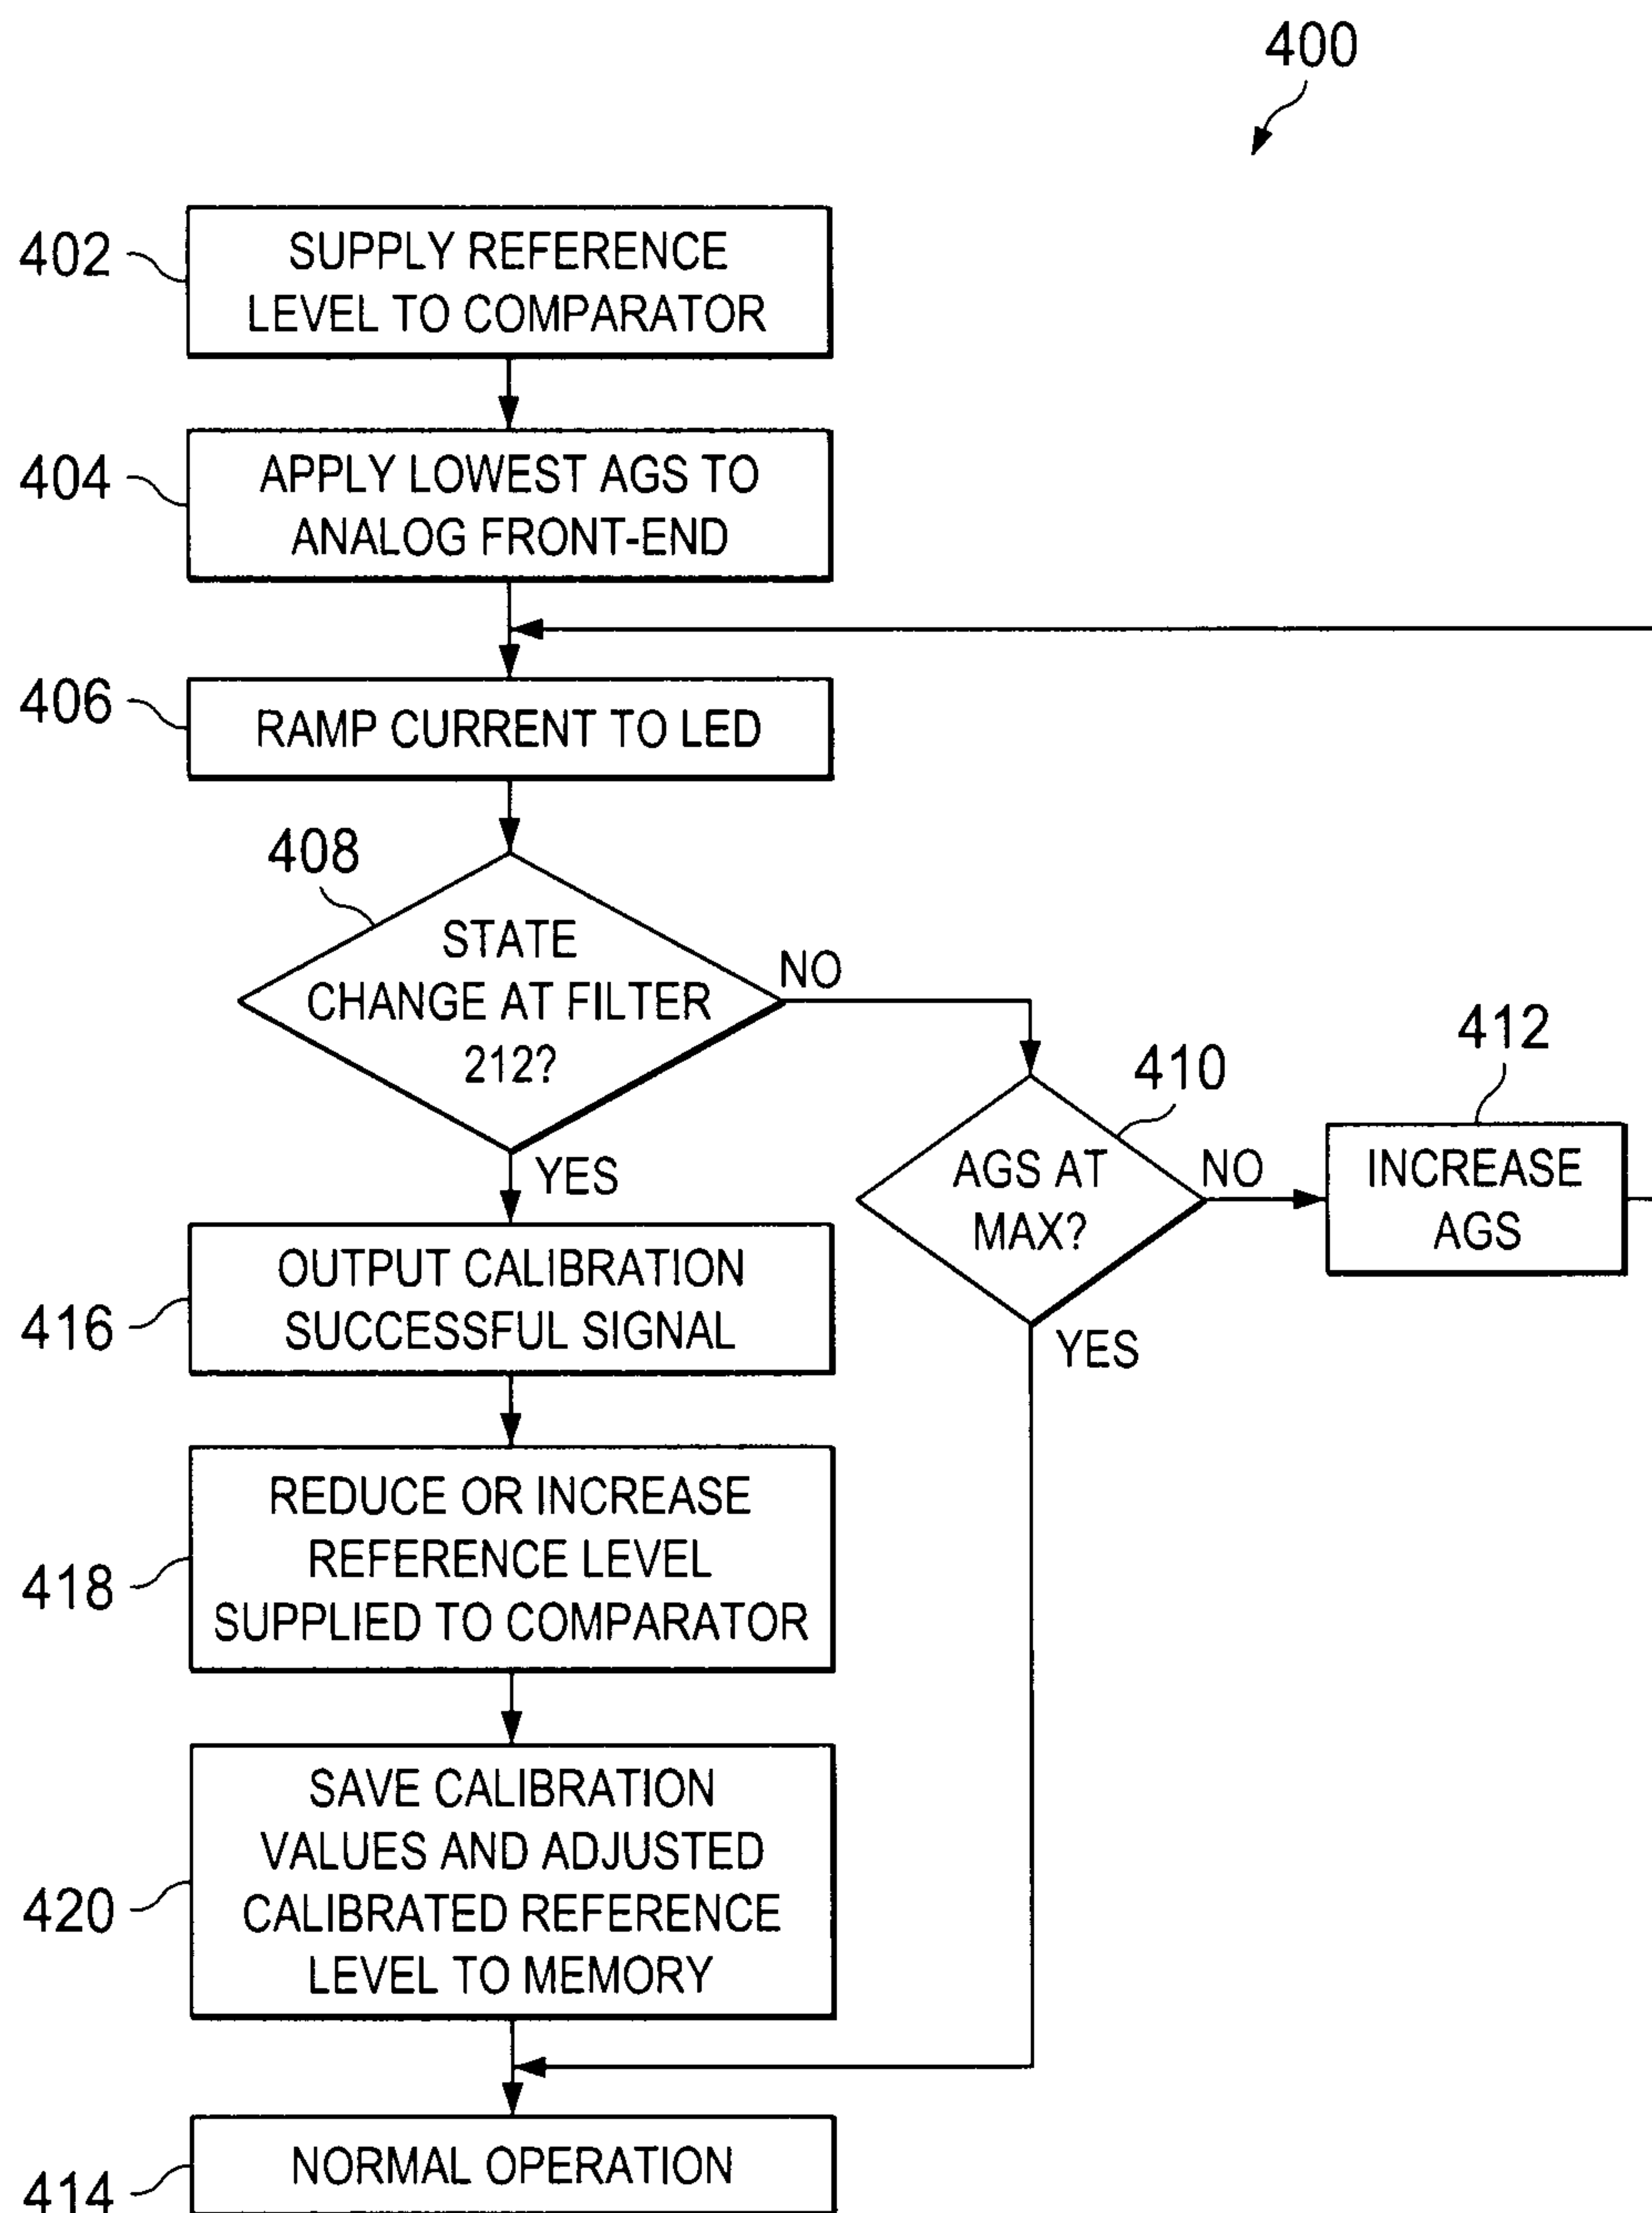 400
402
SUPPLY REFERENCE
LEVEL TO COMPARATOR
404
APPLY LOWEST AGS TO
ANALOG FRONT-END
406
RAMP CURRENT TO LED
408
STATE
CHANGE AT FILTER
212?
NO
YES
410
AGS AT
MAX?
NO
YES
412
INCREASE
AGS
416
OUTPUT CALIBRATION
SUCCESSFUL SIGNAL
418
REDUCE OR INCREASE
REFERENCE LEVEL
SUPPLIED TO COMPARATOR
420
SAVE CALIBRATION
VALUES AND ADJUSTED
CALIBRATED REFERENCE
LEVEL TO MEMORY
414
NORMAL OPERATION